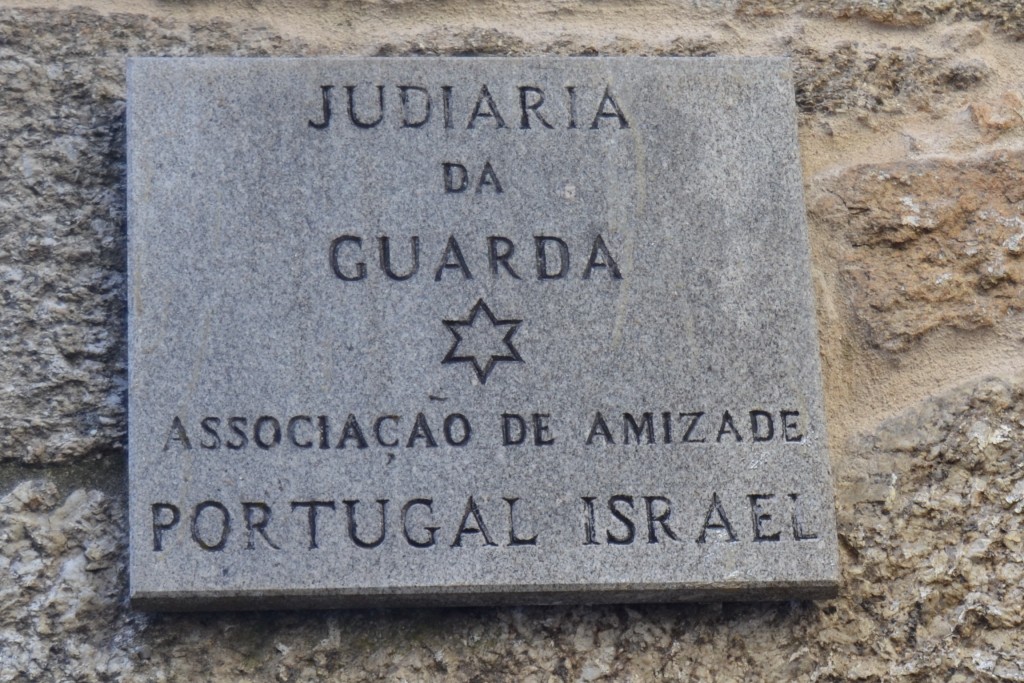 JUDIARIA
DA
GUARDA
ASSOCIAÇÃO DE AMIZADE
PORTUGAL ISRAEL